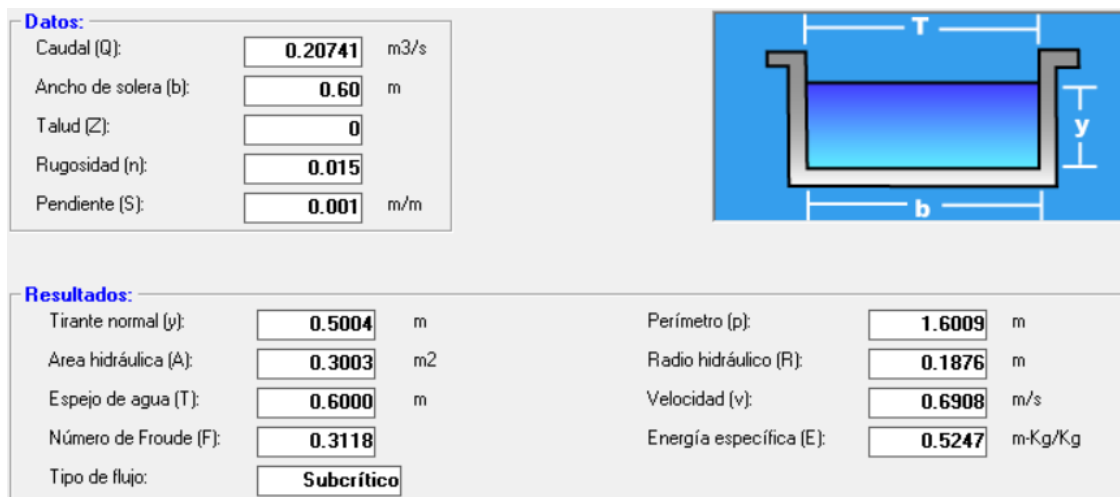 Datos:
Caudal (Q): 0.20741 m3/s
Ancho de solera (b): 0.60 m
Talud (Z): 0
Rugosidad (n): 0.015
Pendiente (S): 0.001 m/m
T
y
b
Resultados:
Tirante normal (y): 0.5004 m Perímetro (p): 1.6009 m
Area hidráulica (A): 0.3003 m2 Radio hidráulico (R): 0.1876 m
Espejo de agua (T): 0.6000 m Velocidad (v): 0.6908 m/s
Número de Froude (F): 0.3118 Energía específica (E): 0.5247 m-Kg/Kg
Tipo de flujo: Subcrítico